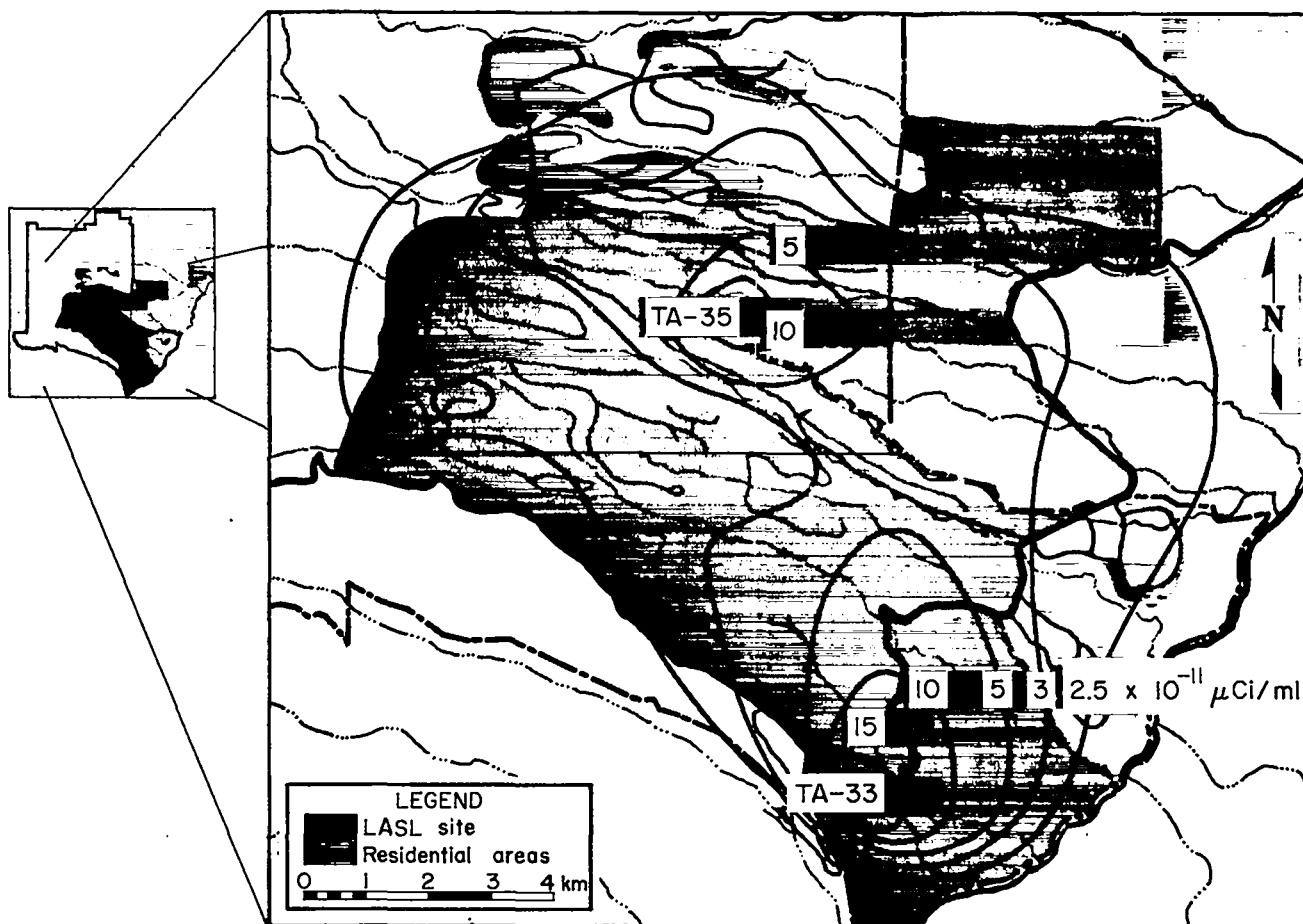 5
TA-35
10
N
10 5 3 2.5 x 10⁻¹¹ μCi/ml
15
TA-33
LEGEND
LASL site
Residential areas
0 1 2 3 4 km